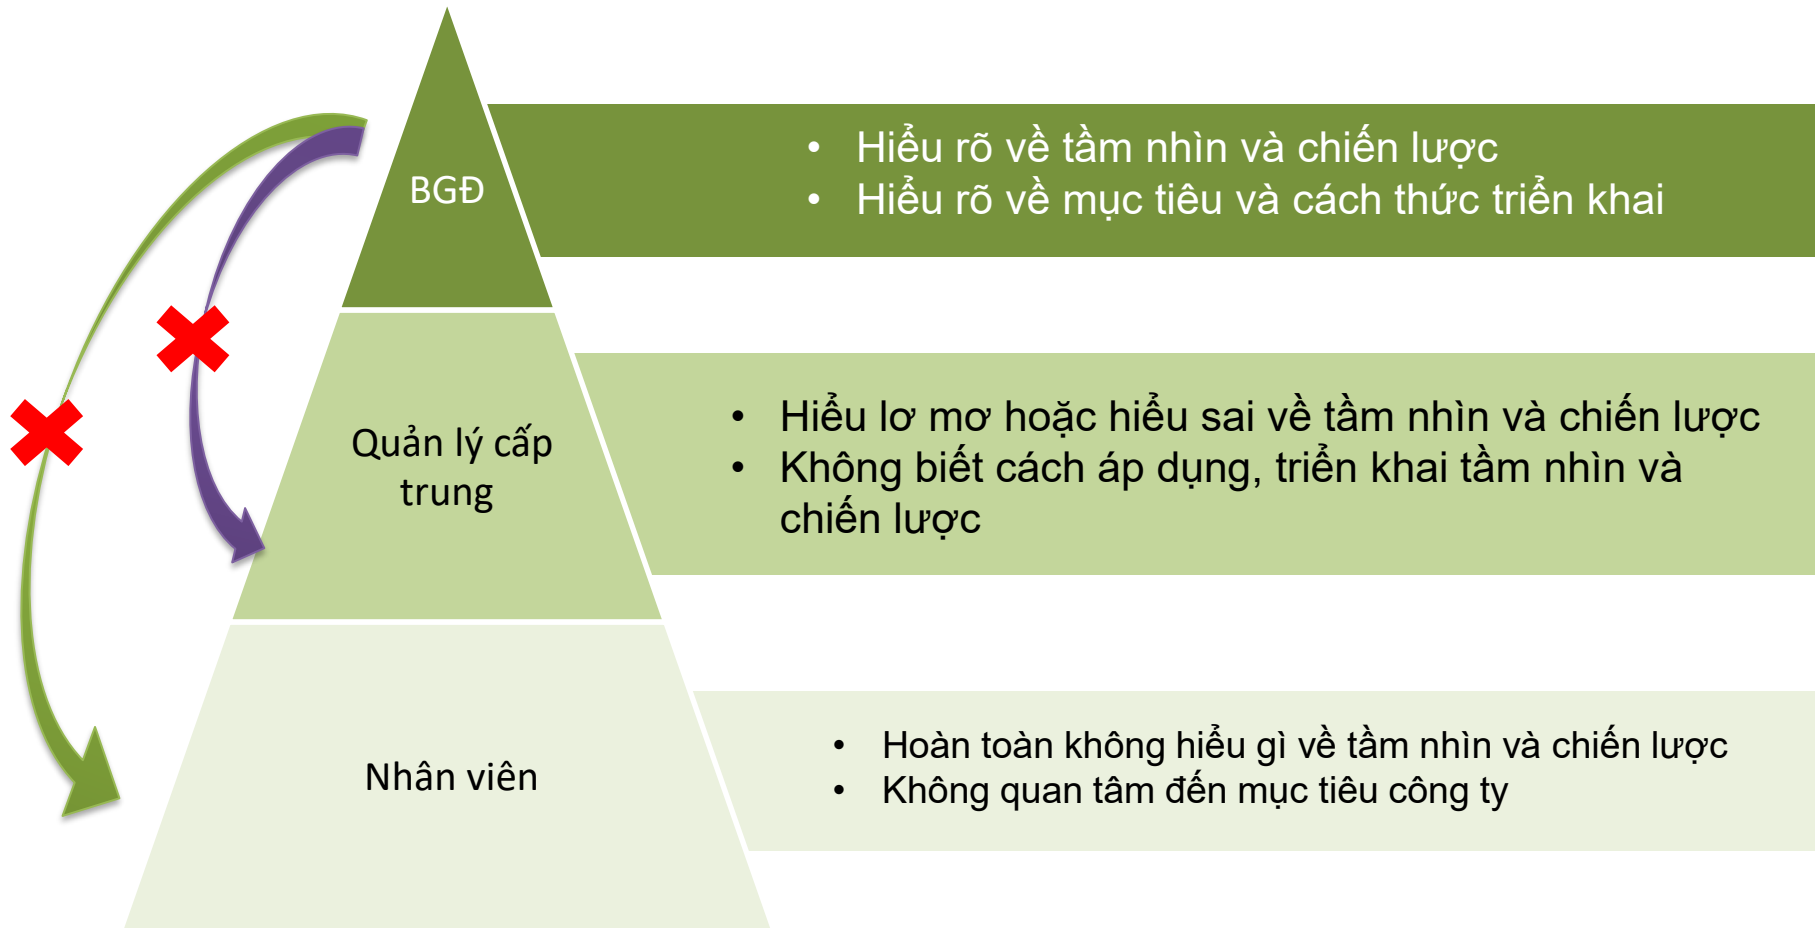 BGĐ
• Hiểu rõ về tầm nhìn và chiến lược
• Hiểu rõ về mục tiêu và cách thức triển khai
Quản lý cấp
trung
• Hiểu lơ mơ hoặc hiểu sai về tầm nhìn và chiến lược
• Không biết cách áp dụng, triển khai tầm nhìn và
chiến lược
Nhân viên
• Hoàn toàn không hiểu gì về tầm nhìn và chiến lược
• Không quan tâm đến mục tiêu công ty